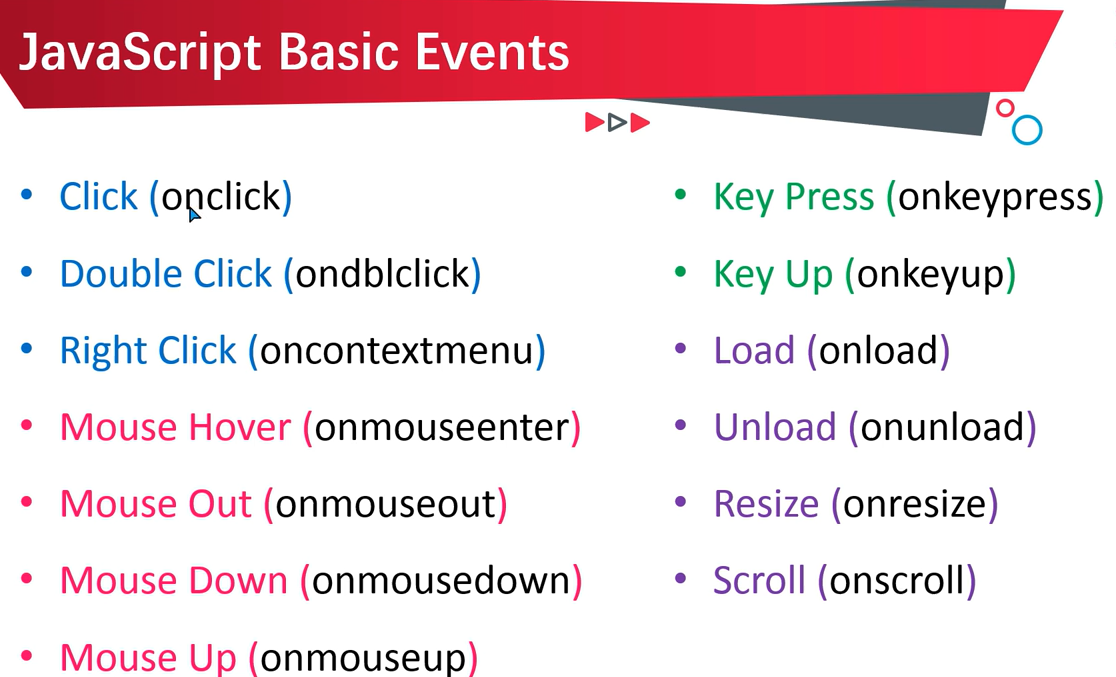 JavaScript Basic Events
• Click (onclick)
• Double Click (ondblclick)
• Right Click (oncontextmenu)
• Mouse Hover (onmouseenter)
• Mouse Out (onmouseout)
• Mouse Down (onmousedown)
• Mouse Up (onmouseup)
• Key Press (onkeypress)
• Key Up (onkeyup)
• Load (onload)
• Unload (onunload)
• Resize (onresize)
• Scroll (onscroll)